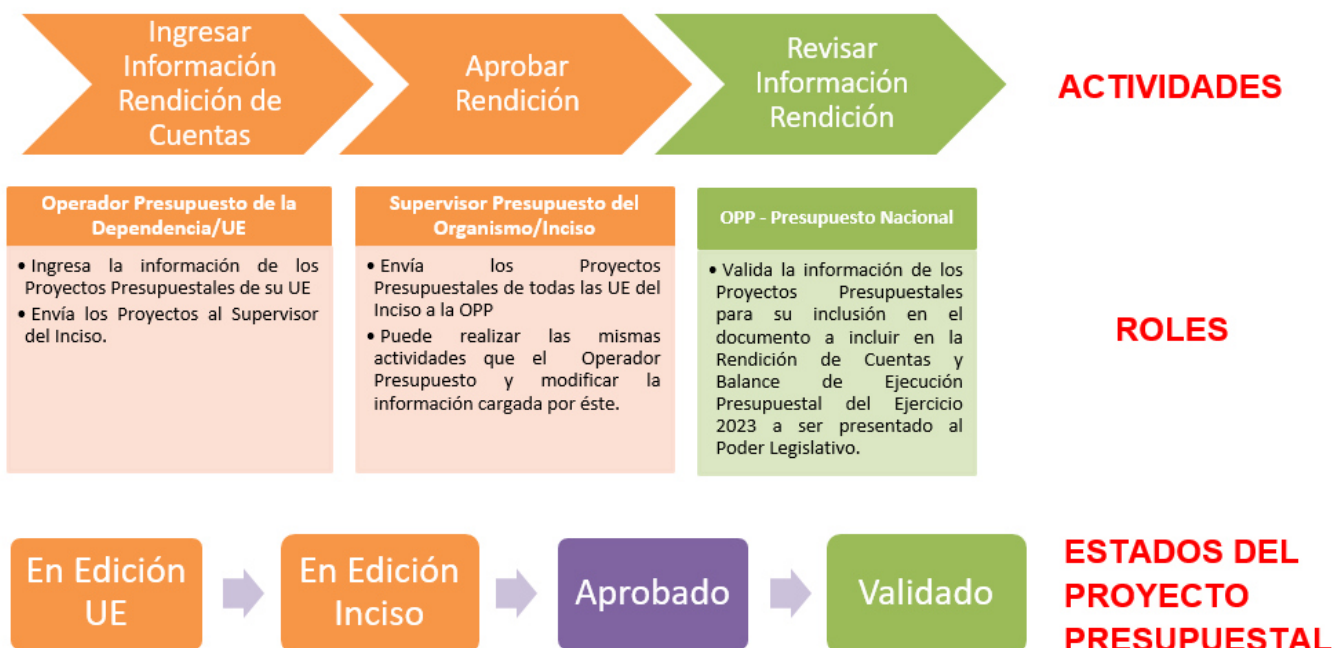 Ingresar
Información
Rendición de
Cuentas
Aprobar
Rendición
Revisar
Información
Rendición
ACTIVIDADES
Operador Presupuesto de la
Dependencia/UE
• Ingresa la información de los
Proyectos Presupuestales de su UE
• Envía los Proyectos al Supervisor
del Inciso.
Supervisor Presupuesto del
Organismo/Inciso
• Envía los Proyectos
Presupuestales de todas las UE del
Inciso a la OPP
• Puede realizar las mismas
actividades que el Operador
Presupuesto y modificar la
información cargada por éste.
OPP - Presupuesto Nacional
• Valida la información de los
Proyectos Presupuestales
para su inclusión en el
documento a incluir en la
Rendición de Cuentas y
Balance de Ejecución
Presupuestal del Ejercicio
2023 a ser presentado al
Poder Legislativo.
ROLES
En Edición
UE
En Edición
Inciso
Aprobado
Validado
ESTADOS DEL
PROYECTO
PRESUPUESTAL